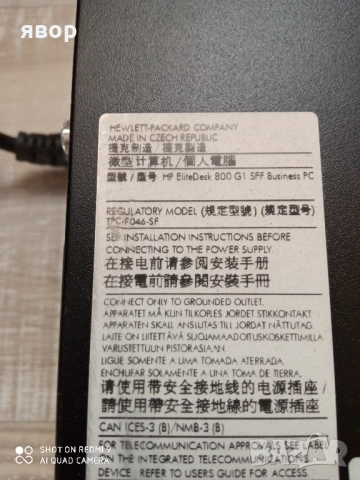 явор
HEWLETT-PACKARD COMPANY
MADE IN CZECH REPUBLIC
捷克制造/捷克製造
微型计算机/個人電腦
型號/型号: HP EliteDesk 800 G1 SFF Business PC
REGULATORY MODEL (規定型號) (规定型号)
TPC-F046-SF
SEE INSTALLATION INSTRUCTIONS BEFORE
CONNECTING TO THE POWER SUPPLY.
在接电前请参阅安装手册
在接電前請參閱安裝手冊
CONNECT ONLY TO GROUNDED OUTLET.
APPARATET MÅ KUN TILKOPLES JORDET STIKKONTAKT.
APPARATEN SKALL ANSLUTAS TILL JORDAT NÄTUTTAG.
LAITE ON LIITETTÄVÄ SUOJAMAADOITUSKOSKETTIMILLA
VARUSTETTUUN PISTORASIAAN.
LIGUE SOMENTE A UMA TOMADA ATERRADA.
ENCHUFAR SOLAMENTE A UNA TOMA DE TIERRA.
请使用带安全接地线的电源插座/
請使用帶安全接地線的電源插座
CAN ICES-3 (B)/NMB-3 (B)
FOR TELECOMMUNICATION APPROVALS SEE LABEL
ON THE INTEGRATED TELECOMMUNICATIONS
DEVICE. REFER TO USERS GUIDE FOR ACCESS
SHOT ON REDMI 9
AI QUAD CAMERA